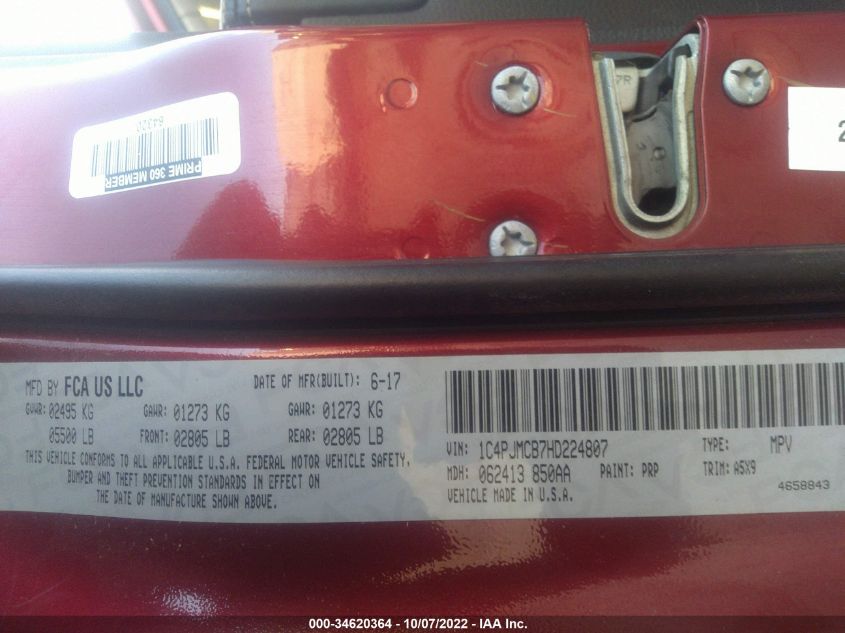 7R
64320
PRIME 360 MEMBER
2
MFD BY FCA US LLC
DATE OF MFR(BUILT): 6-17
GVWR: 02495 KG GAWR: 01273 KG GAWR: 01273 KG
05500 LB FRONT: 02805 LB REAR: 02805 LB
THIS VEHICLE CONFORMS TO ALL APPLICABLE U.S.A. FEDERAL MOTOR VEHICLE SAFETY,
BUMPER AND THEFT PREVENTION STANDARDS IN EFFECT ON
THE DATE OF MANUFACTURE SHOWN ABOVE.
VIN: 1C4PJMCB7HD224807 TYPE: MPV
MDH: 062413 850AA PAINT: PRP TRIM: A5X9
VEHICLE MADE IN U.S.A.
4658843
000-34620364 - 10/07/2022 - IAA Inc.